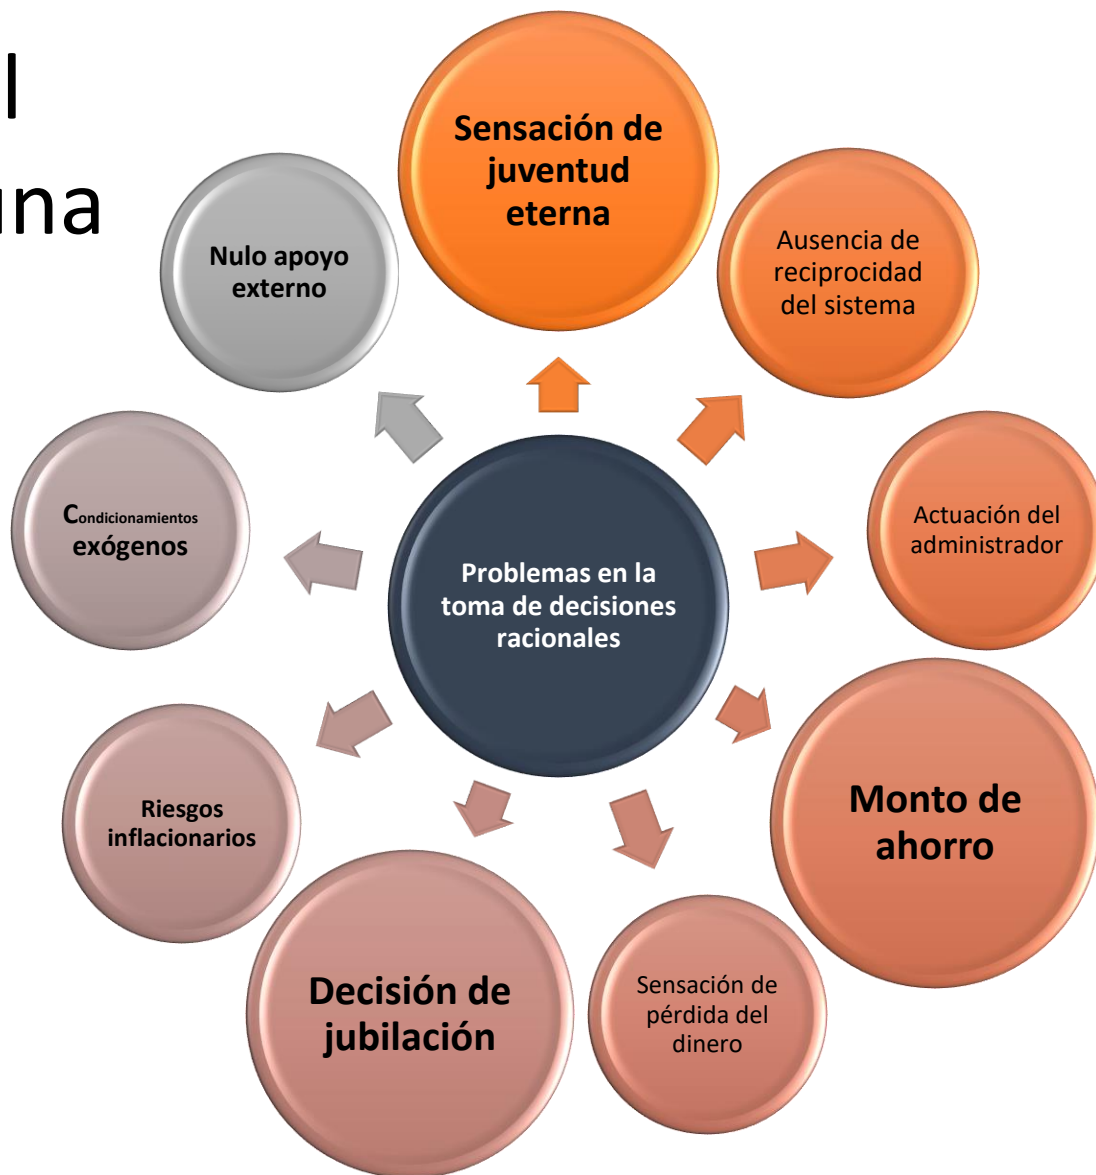 l
una
Sensación de
juventud
eterna
Ausencia de
reciprocidad
del sistema
Actuación del
administrador
Monto de
ahorro
Sensación de
pérdida del
dinero
Decisión de
jubilación
Riesgos
inflacionarios
Condicionamientos
exógenos
Nulo apoyo
externo
Problemas en la
toma de decisiones
racionales